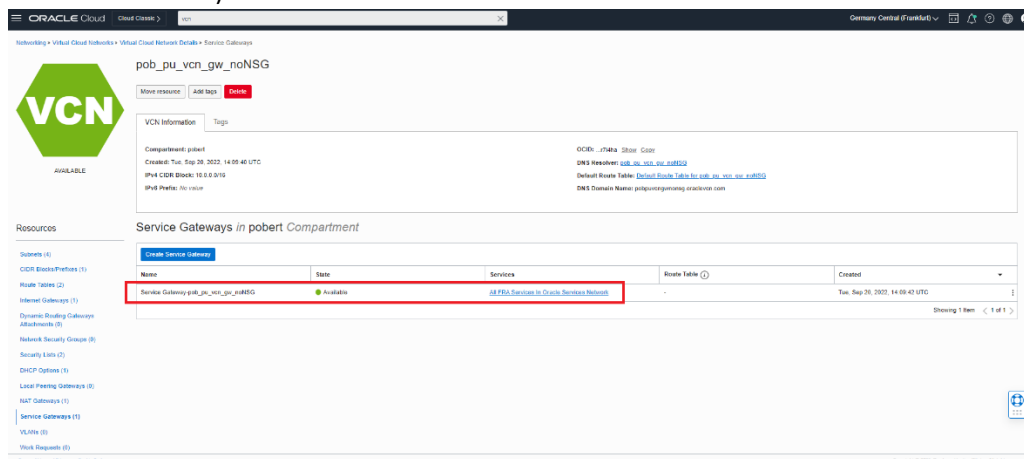 ORACLE Cloud Cloud Classic > vcn Germany Central (Frankfurt)
Networking › Virtual Cloud Networks › Virtual Cloud Network Details › Service Gateways
pob_pu_vcn_gw_noNSG
Move resource Add tags Delete
VCN
AVAILABLE
VCN Information Tags
Compartment: pobert
Created: Tue, Sep 20, 2022, 14:09:40 UTC
IPv4 CIDR Block: 10.0.0.0/16
IPv6 Prefix: No value
Show Copy
DNS Resolver: pob_pu_vcn_gw_noNSG
Default Route Table: Default Route Table for pob_pu_vcn_gw_noNSG
DNS Domain Name:
Resources
Subnets (4)
CIDR Blocks/Prefixes (1)
Route Tables (2)
Internet Gateways (1)
Dynamic Routing Gateways
Attachments (0)
Network Security Groups (0)
Security Lists (2)
DHCP Options (1)
Local Peering Gateways (0)
NAT Gateways (1)
Service Gateways (1)
VLANs (0)
Work Requests (0)
Service Gateways in pobert Compartment
Create Service Gateway
Name State Services Route Table Created
Service Gateway-pob_pu_vcn_gw_noNSG Available All FRA Services In Oracle Services Network - Tue, Sep 20, 2022, 14:09:42 UTC
Showing 1 Item < 1 of 1 >